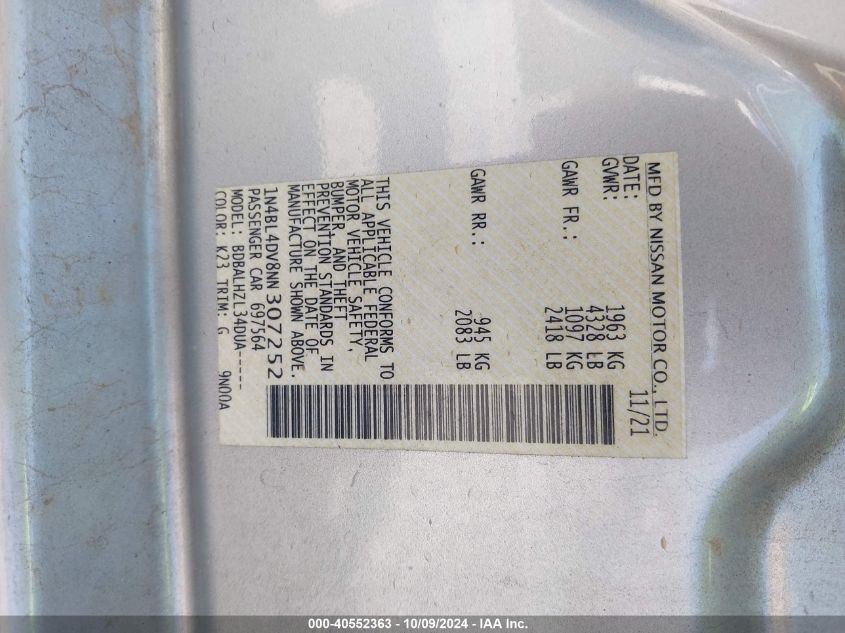 MFD BY NISSAN MOTOR CO., LTD.
DATE: 11/21
GVWR: 1963 KG
4328 LB
GAWR FR.: 1097 KG
2418 LB
GAWR RR.: 945 KG
2083 LB
THIS VEHICLE CONFORMS TO
ALL APPLICABLE FEDERAL
MOTOR VEHICLE SAFETY,
BUMPER, AND THEFT
PREVENTION STANDARDS IN
EFFECT ON THE DATE OF
MANUFACTURE SHOWN ABOVE.
1N4BL4DV8NN307252
PASSENGER CAR 697564
MODEL: BDBALHZL34DUA-----
COLOR: K23 TRIM: G 9N00A
000-40552363 - 10/09/2024 - IAA Inc.